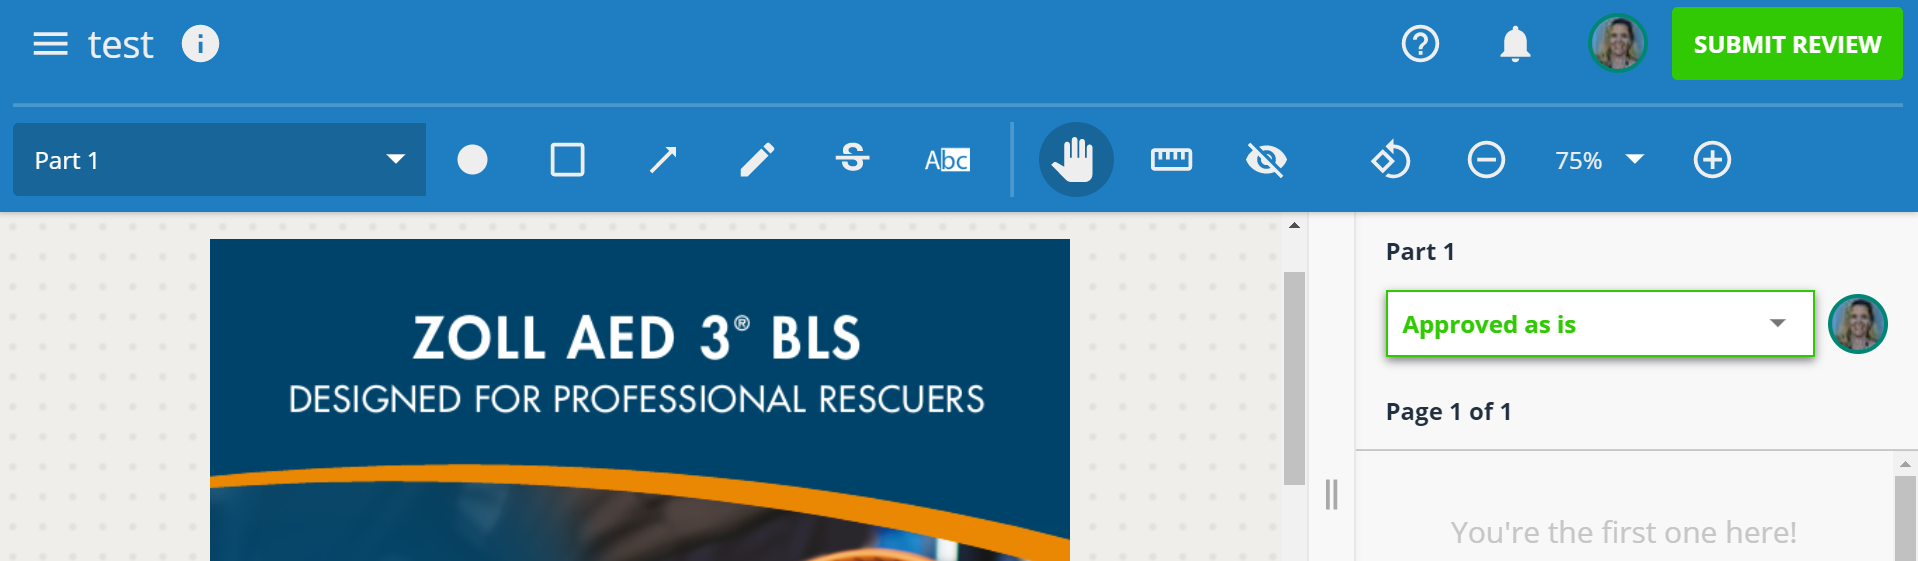 test
SUBMIT REVIEW
Part 1
Abc
75%
ZOLL AED 3® BLS
DESIGNED FOR PROFESSIONAL RESCUERS
Part 1
Approved as is
Page 1 of 1
You're the first one here!